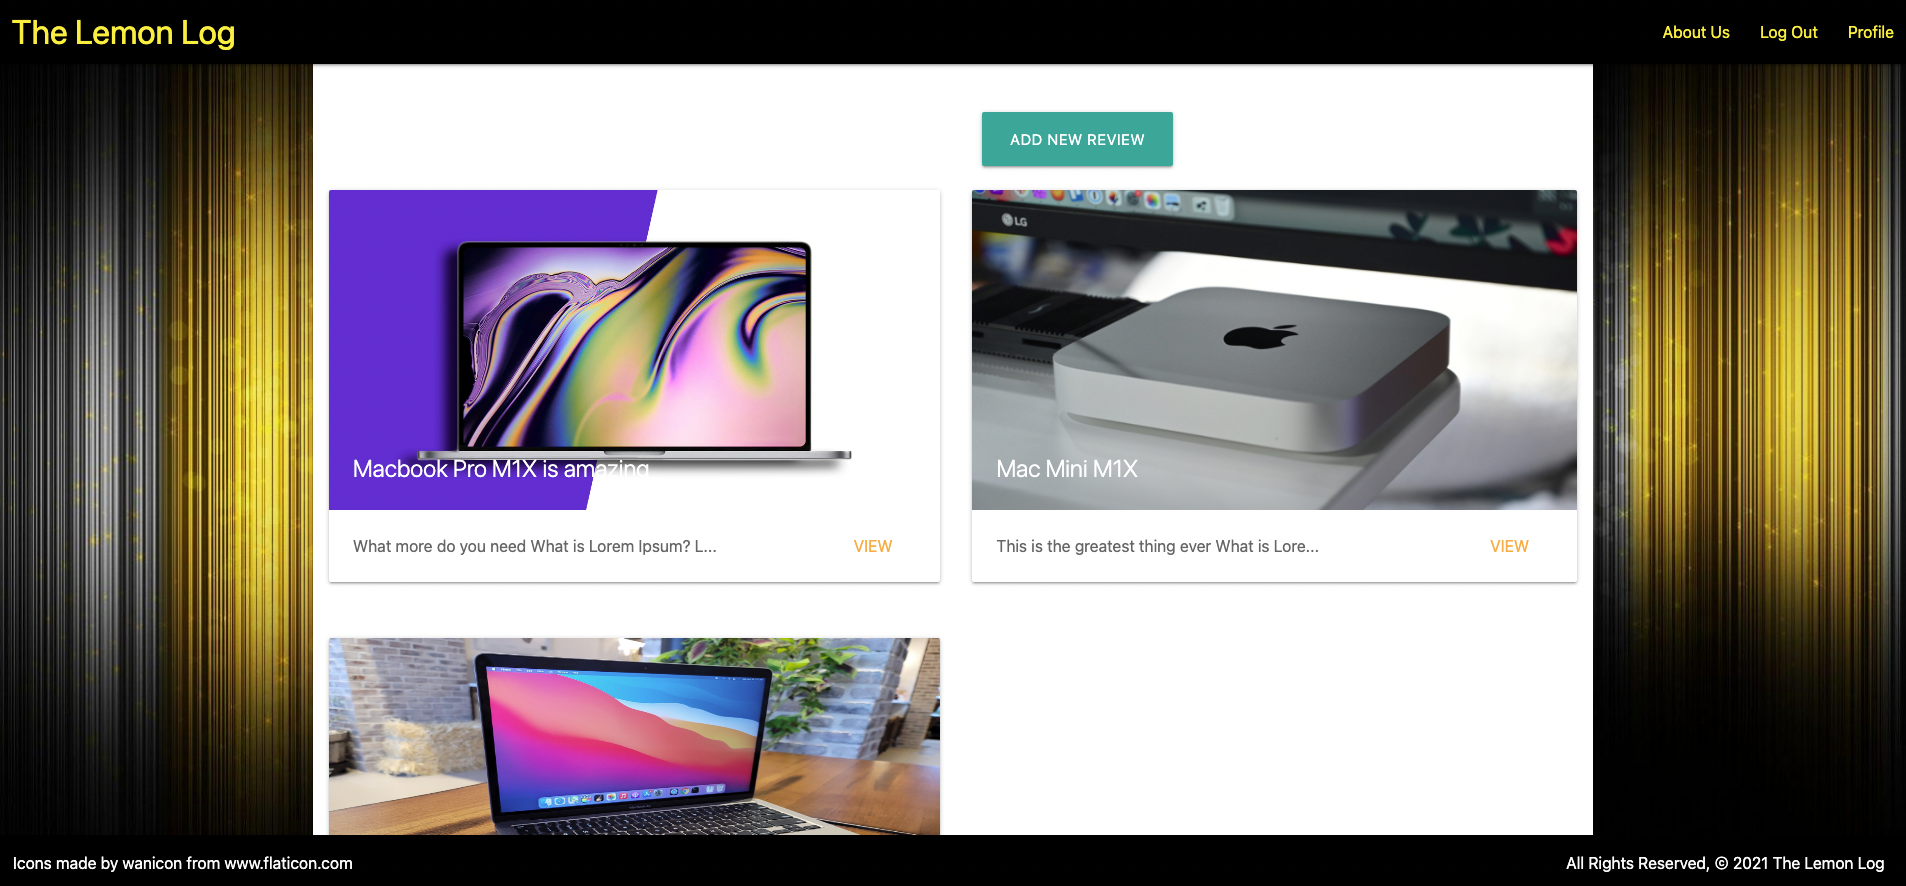 The Lemon Log
About Us
Log Out
Profile
ADD NEW REVIEW
LG
Macbook Pro M1X is amazing
Mac Mini M1X
What more do you need What is Lorem Ipsum? L...
VIEW
This is the greatest thing ever What is Lore...
VIEW
Icons made by wanicon from www.flaticon.com
All Rights Reserved, © 2021 The Lemon Log